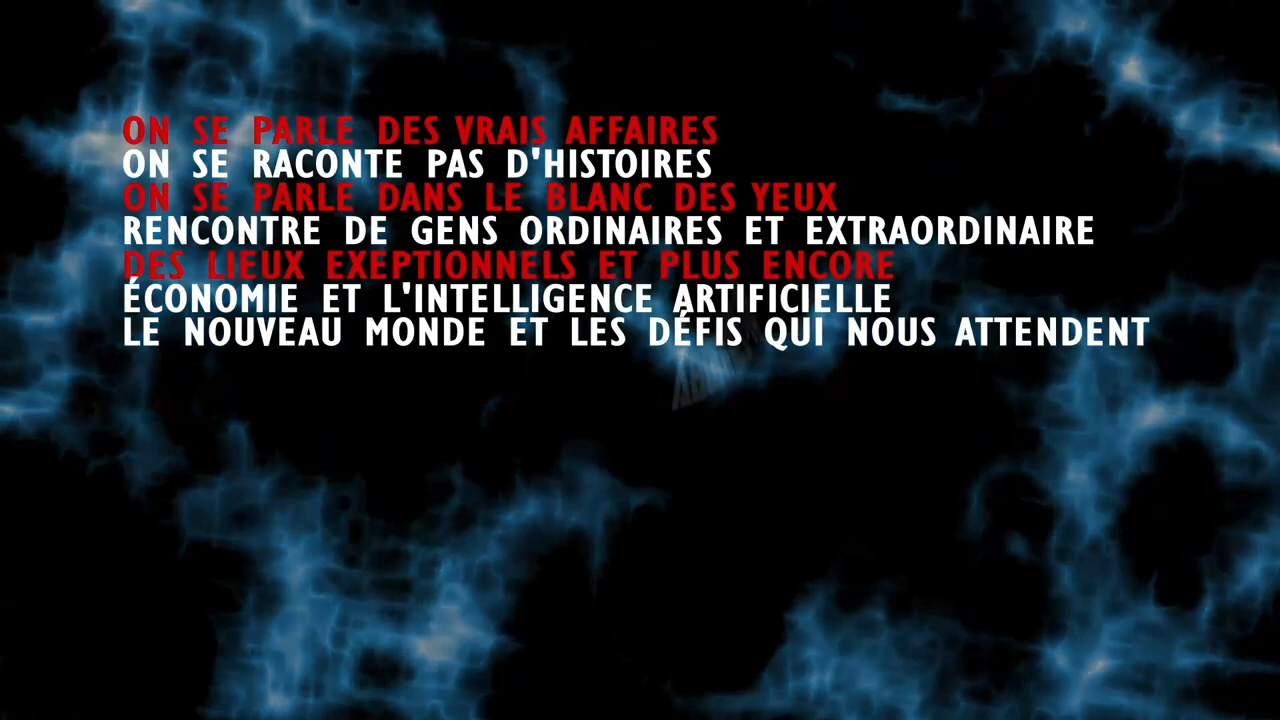 ON SE PARLE DES VRAIS AFFAIRES
ON SE RACONTE PAS D'HISTOIRES
ON SE PARLE DANS LE BLANC DES YEUX
RENCONTRE DE GENS ORDINAIRES ET EXTRAORDINAIRE
DES LIEUX EXEPTIONNELS ET PLUS ENCORE
ÉCONOMIE ET L'INTELLIGENCE ARTIFICIELLE
LE NOUVEAU MONDE ET LES DÉFIS QUI NOUS ATTENDENT